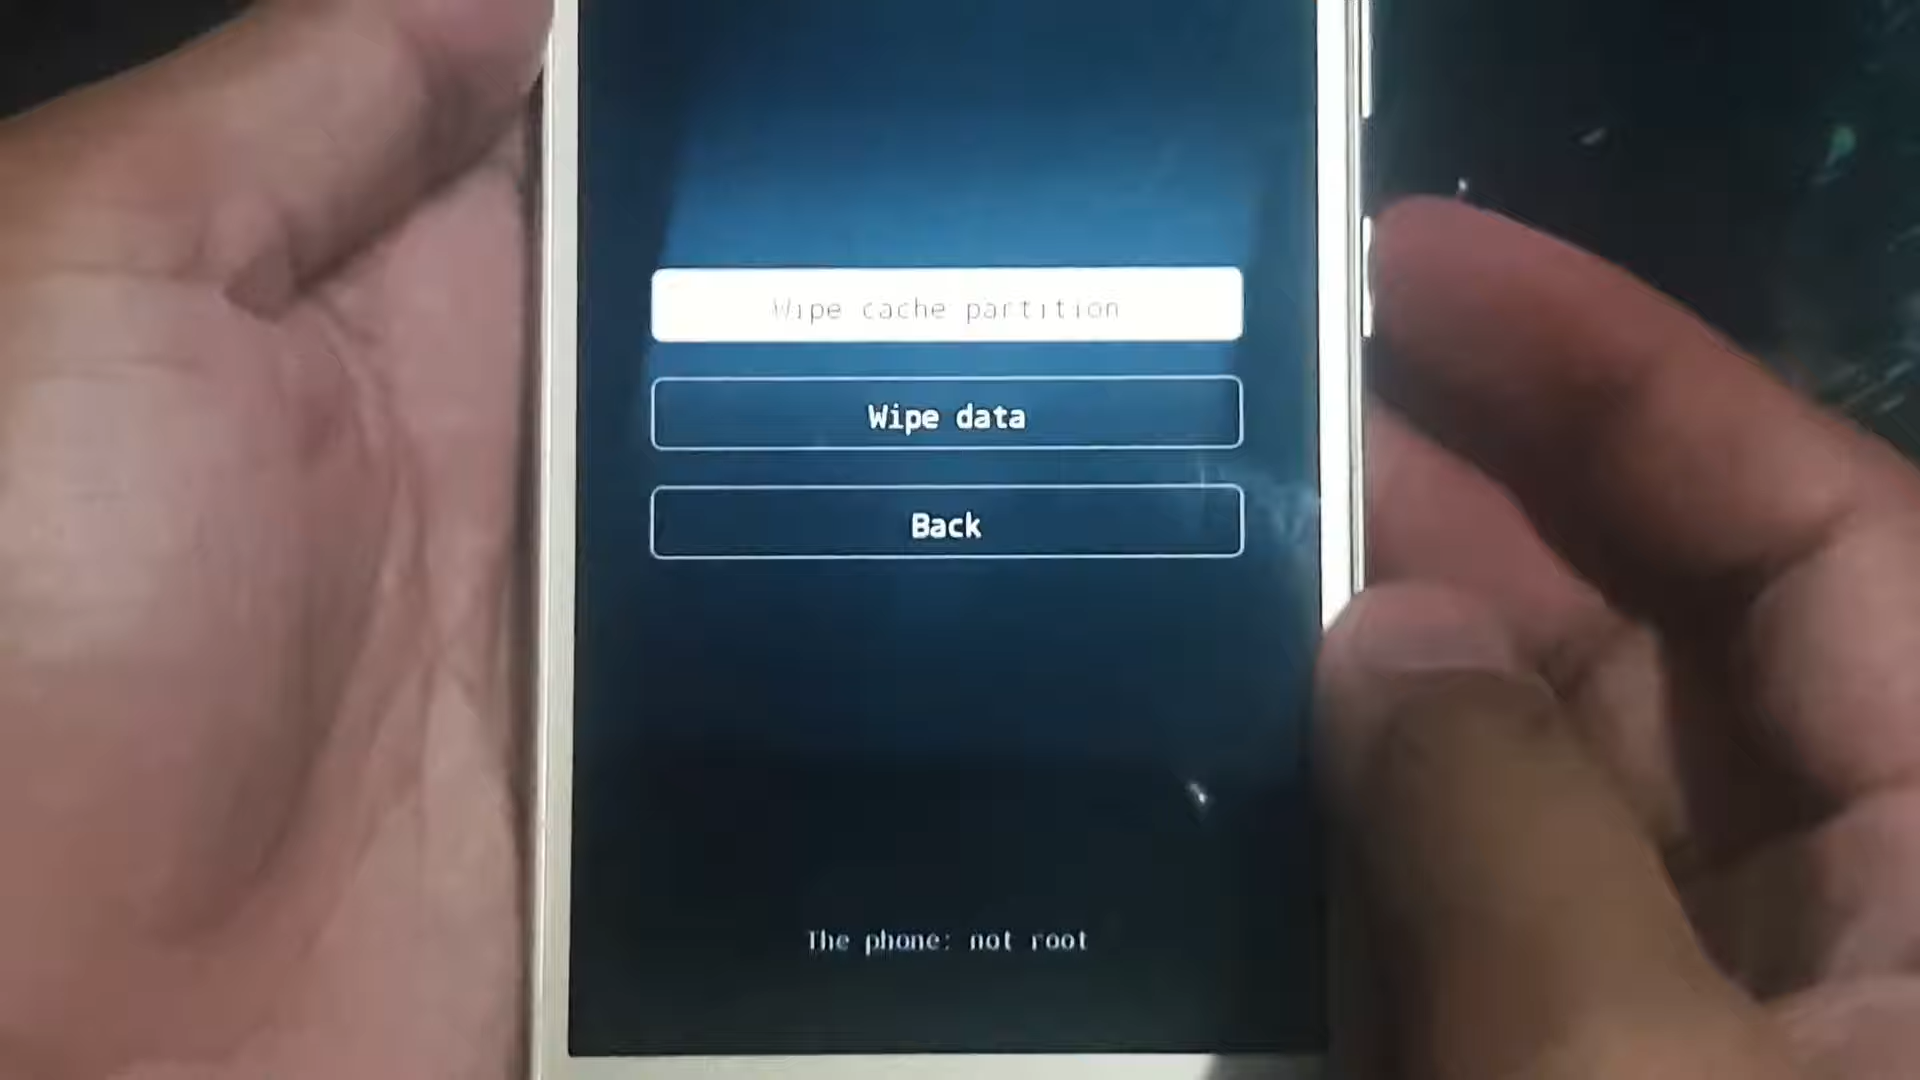 Wipe cache partition
Wipe data
Back
The phone: not root